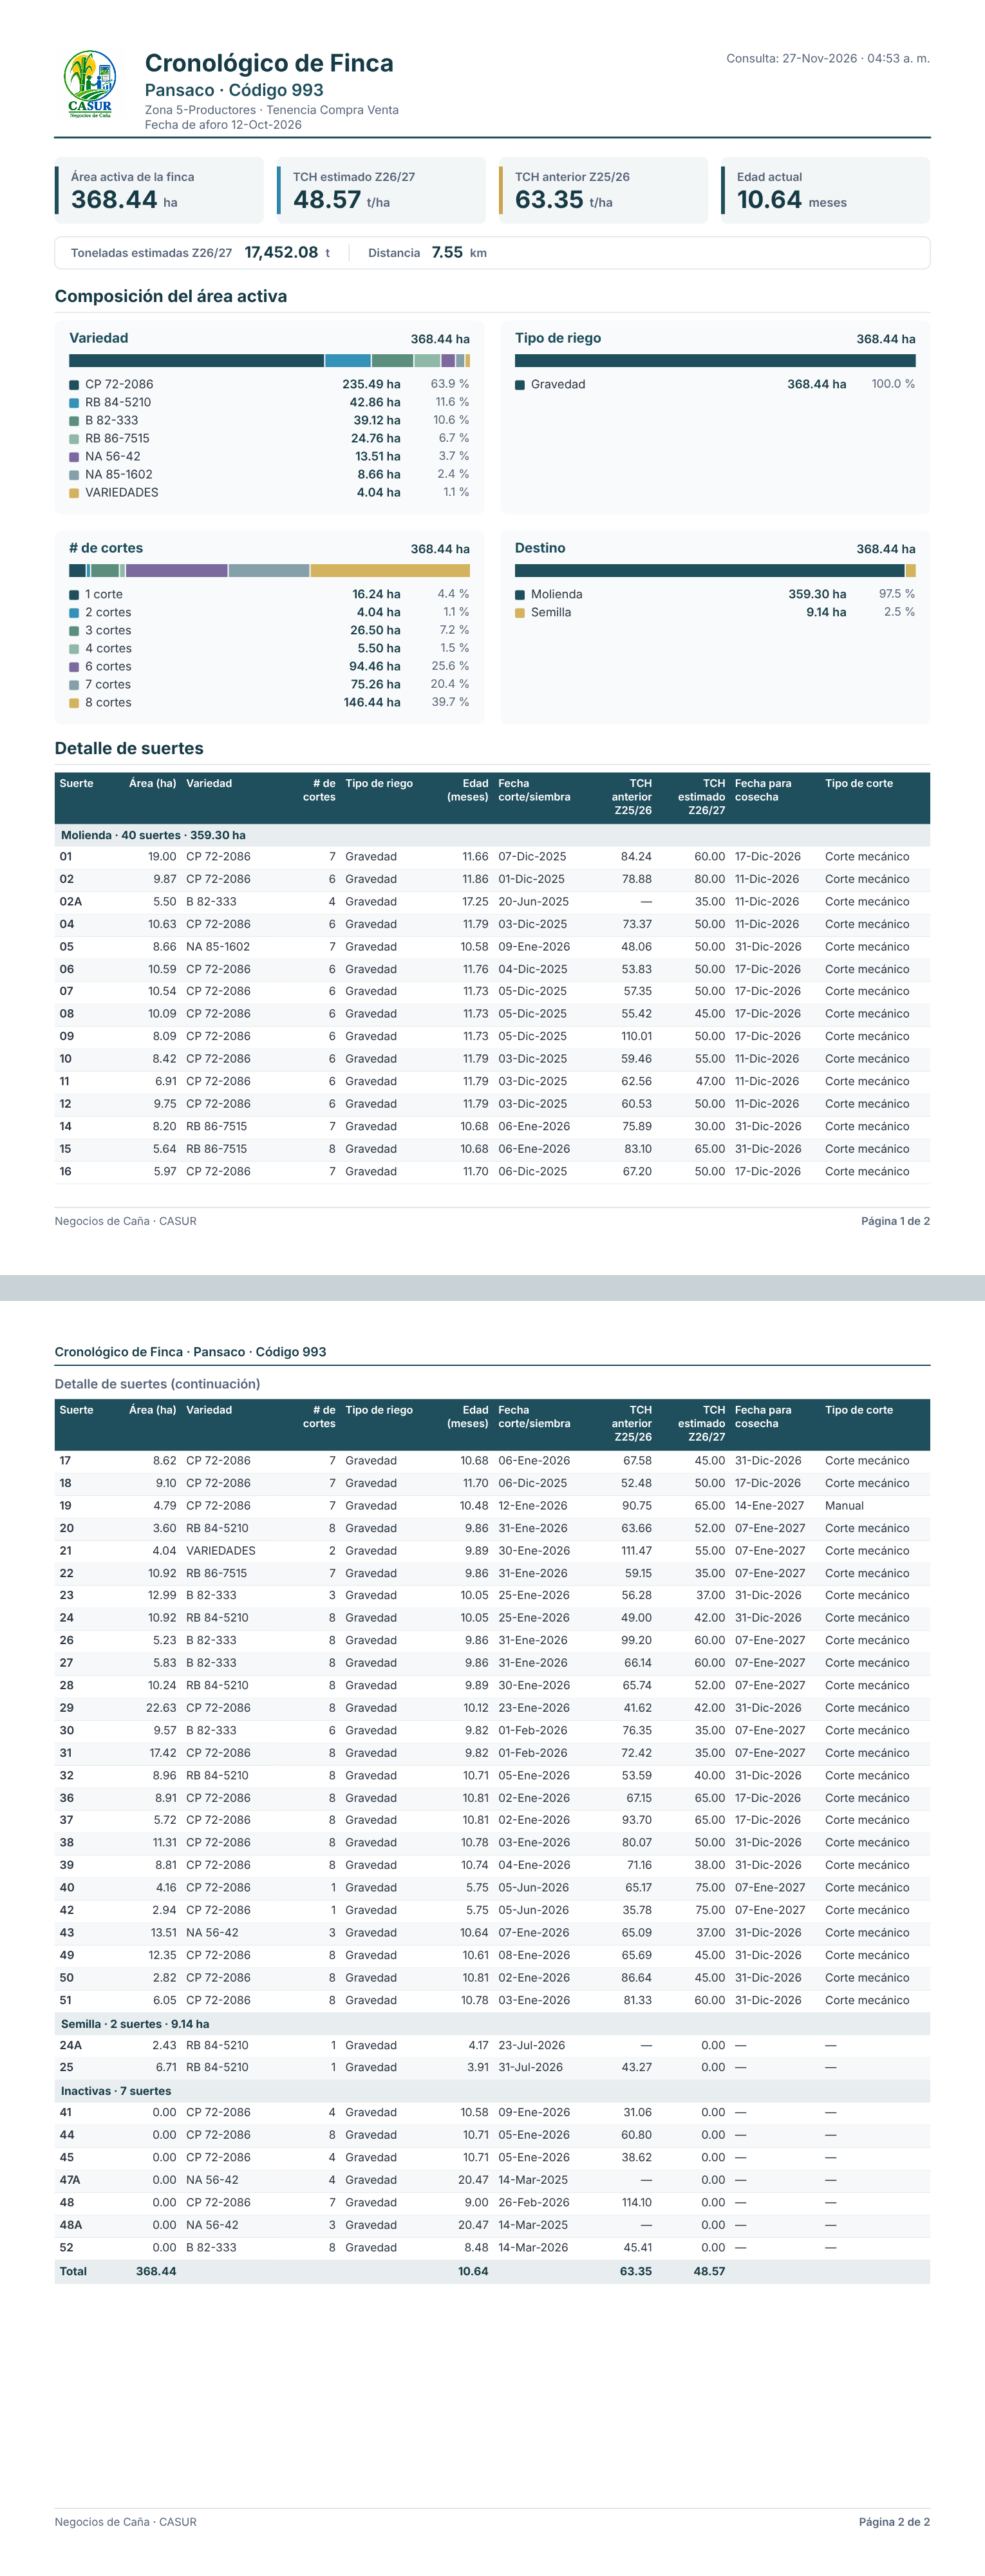 CASUR
Negocios de Caña
Cronológico de Finca
Pansaco · Código 993
Zona 5-Productores · Tenencia Compra Venta
Fecha de aforo 12-Oct-2026
Consulta: 27-Nov-2026 · 04:53 a. m.
Área activa de la finca
368.44 ha
TCH estimado Z26/27
48.57 t/ha
TCH anterior Z25/26
63.35 t/ha
Edad actual
10.64 meses
Toneladas estimadas Z26/27 17,452.08 t Distancia 7.55 km
Composición del área activa
Variedad 368.44 ha
CP 72-2086 235.49 ha 63.9 %
RB 84-5210 42.86 ha 11.6 %
B 82-333 39.12 ha 10.6 %
RB 86-7515 24.76 ha 6.7 %
NA 56-42 13.51 ha 3.7 %
NA 85-1602 8.66 ha 2.4 %
VARIEDADES 4.04 ha 1.1 %
Tipo de riego 368.44 ha
Gravedad 368.44 ha 100.0 %
# de cortes 368.44 ha
1 corte 16.24 ha 4.4 %
2 cortes 4.04 ha 1.1 %
3 cortes 26.50 ha 7.2 %
4 cortes 5.50 ha 1.5 %
6 cortes 94.46 ha 25.6 %
7 cortes 75.26 ha 20.4 %
8 cortes 146.44 ha 39.7 %
Destino 368.44 ha
Molienda 359.30 ha 97.5 %
Semilla 9.14 ha 2.5 %
Detalle de suertes
Suerte Área (ha) Variedad # de cortes Tipo de riego Edad (meses) Fecha corte/siembra TCH anterior Z25/26 TCH estimado Z26/27 Fecha para cosecha Tipo de corte
Molienda · 40 suertes · 359.30 ha
01 19.00 CP 72-2086 7 Gravedad 11.66 07-Dic-2025 84.24 60.00 17-Dic-2026 Corte mecánico
02 9.87 CP 72-2086 6 Gravedad 11.86 01-Dic-2025 78.88 80.00 11-Dic-2026 Corte mecánico
02A 5.50 B 82-333 4 Gravedad 17.25 20-Jun-2025 — 35.00 11-Dic-2026 Corte mecánico
04 10.63 CP 72-2086 6 Gravedad 11.79 03-Dic-2025 73.37 50.00 11-Dic-2026 Corte mecánico
05 8.66 NA 85-1602 7 Gravedad 10.58 09-Ene-2026 48.06 50.00 31-Dic-2026 Corte mecánico
06 10.59 CP 72-2086 6 Gravedad 11.76 04-Dic-2025 53.83 50.00 17-Dic-2026 Corte mecánico
07 10.54 CP 72-2086 6 Gravedad 11.73 05-Dic-2025 57.35 50.00 17-Dic-2026 Corte mecánico
08 10.09 CP 72-2086 6 Gravedad 11.73 05-Dic-2025 55.42 45.00 17-Dic-2026 Corte mecánico
09 8.09 CP 72-2086 6 Gravedad 11.73 05-Dic-2025 110.01 50.00 17-Dic-2026 Corte mecánico
10 8.42 CP 72-2086 6 Gravedad 11.79 03-Dic-2025 59.46 55.00 11-Dic-2026 Corte mecánico
11 6.91 CP 72-2086 6 Gravedad 11.79 03-Dic-2025 62.56 47.00 11-Dic-2026 Corte mecánico
12 9.75 CP 72-2086 6 Gravedad 11.79 03-Dic-2025 60.53 50.00 11-Dic-2026 Corte mecánico
14 8.20 RB 86-7515 7 Gravedad 10.68 06-Ene-2026 75.89 30.00 31-Dic-2026 Corte mecánico
15 5.64 RB 86-7515 8 Gravedad 10.68 06-Ene-2026 83.10 65.00 31-Dic-2026 Corte mecánico
16 5.97 CP 72-2086 7 Gravedad 11.70 06-Dic-2025 67.20 50.00 17-Dic-2026 Corte mecánico
Negocios de Caña · CASUR Página 1 de 2
Cronológico de Finca · Pansaco · Código 993
Detalle de suertes (continuación)
Suerte Área (ha) Variedad # de cortes Tipo de riego Edad (meses) Fecha corte/siembra TCH anterior Z25/26 TCH estimado Z26/27 Fecha para cosecha Tipo de corte
17 8.62 CP 72-2086 7 Gravedad 10.68 06-Ene-2026 67.58 45.00 31-Dic-2026 Corte mecánico
18 9.10 CP 72-2086 7 Gravedad 11.70 06-Dic-2025 52.48 50.00 17-Dic-2026 Corte mecánico
19 4.79 CP 72-2086 7 Gravedad 10.48 12-Ene-2026 90.75 65.00 14-Ene-2027 Manual
20 3.60 RB 84-5210 8 Gravedad 9.86 31-Ene-2026 63.66 52.00 07-Ene-2027 Corte mecánico
21 4.04 VARIEDADES 2 Gravedad 9.89 30-Ene-2026 111.47 55.00 07-Ene-2027 Corte mecánico
22 10.92 RB 86-7515 7 Gravedad 9.86 31-Ene-2026 59.15 35.00 07-Ene-2027 Corte mecánico
23 12.99 B 82-333 3 Gravedad 10.05 25-Ene-2026 56.28 37.00 31-Dic-2026 Corte mecánico
24 10.92 RB 84-5210 8 Gravedad 10.05 25-Ene-2026 49.00 42.00 31-Dic-2026 Corte mecánico
26 5.23 B 82-333 8 Gravedad 9.86 31-Ene-2026 99.20 60.00 07-Ene-2027 Corte mecánico
27 5.83 B 82-333 8 Gravedad 9.86 31-Ene-2026 66.14 60.00 07-Ene-2027 Corte mecánico
28 10.24 RB 84-5210 8 Gravedad 9.89 30-Ene-2026 65.74 52.00 07-Ene-2027 Corte mecánico
29 22.63 CP 72-2086 8 Gravedad 10.12 23-Ene-2026 41.62 42.00 31-Dic-2026 Corte mecánico
30 9.57 B 82-333 6 Gravedad 9.82 01-Feb-2026 76.35 35.00 07-Ene-2027 Corte mecánico
31 17.42 CP 72-2086 8 Gravedad 9.82 01-Feb-2026 72.42 35.00 07-Ene-2027 Corte mecánico
32 8.96 RB 84-5210 8 Gravedad 10.71 05-Ene-2026 53.59 40.00 31-Dic-2026 Corte mecánico
36 8.91 CP 72-2086 8 Gravedad 10.81 02-Ene-2026 67.15 65.00 17-Dic-2026 Corte mecánico
37 5.72 CP 72-2086 8 Gravedad 10.81 02-Ene-2026 93.70 65.00 17-Dic-2026 Corte mecánico
38 11.31 CP 72-2086 8 Gravedad 10.78 03-Ene-2026 80.07 50.00 31-Dic-2026 Corte mecánico
39 8.81 CP 72-2086 8 Gravedad 10.74 04-Ene-2026 71.16 38.00 31-Dic-2026 Corte mecánico
40 4.16 CP 72-2086 1 Gravedad 5.75 05-Jun-2026 65.17 75.00 07-Ene-2027 Corte mecánico
42 2.94 CP 72-2086 1 Gravedad 5.75 05-Jun-2026 35.78 75.00 07-Ene-2027 Corte mecánico
43 13.51 NA 56-42 3 Gravedad 10.64 07-Ene-2026 65.09 37.00 31-Dic-2026 Corte mecánico
49 12.35 CP 72-2086 8 Gravedad 10.61 08-Ene-2026 65.69 45.00 31-Dic-2026 Corte mecánico
50 2.82 CP 72-2086 8 Gravedad 10.81 02-Ene-2026 86.64 45.00 31-Dic-2026 Corte mecánico
51 6.05 CP 72-2086 8 Gravedad 10.78 03-Ene-2026 81.33 60.00 31-Dic-2026 Corte mecánico
Semilla · 2 suertes · 9.14 ha
24A 2.43 RB 84-5210 1 Gravedad 4.17 23-Jul-2026 — 0.00 — —
25 6.71 RB 84-5210 1 Gravedad 3.91 31-Jul-2026 43.27 0.00 — —
Inactivas · 7 suertes
41 0.00 CP 72-2086 4 Gravedad 10.58 09-Ene-2026 31.06 0.00 — —
44 0.00 CP 72-2086 8 Gravedad 10.71 05-Ene-2026 60.80 0.00 — —
45 0.00 CP 72-2086 4 Gravedad 10.71 05-Ene-2026 38.62 0.00 — —
47A 0.00 NA 56-42 4 Gravedad 20.47 14-Mar-2025 — 0.00 — —
48 0.00 CP 72-2086 7 Gravedad 9.00 26-Feb-2026 114.10 0.00 — —
48A 0.00 NA 56-42 3 Gravedad 20.47 14-Mar-2025 — 0.00 — —
52 0.00 B 82-333 8 Gravedad 8.48 14-Mar-2026 45.41 0.00 — —
Total 368.44 10.64 63.35 48.57
Negocios de Caña · CASUR Página 2 de 2